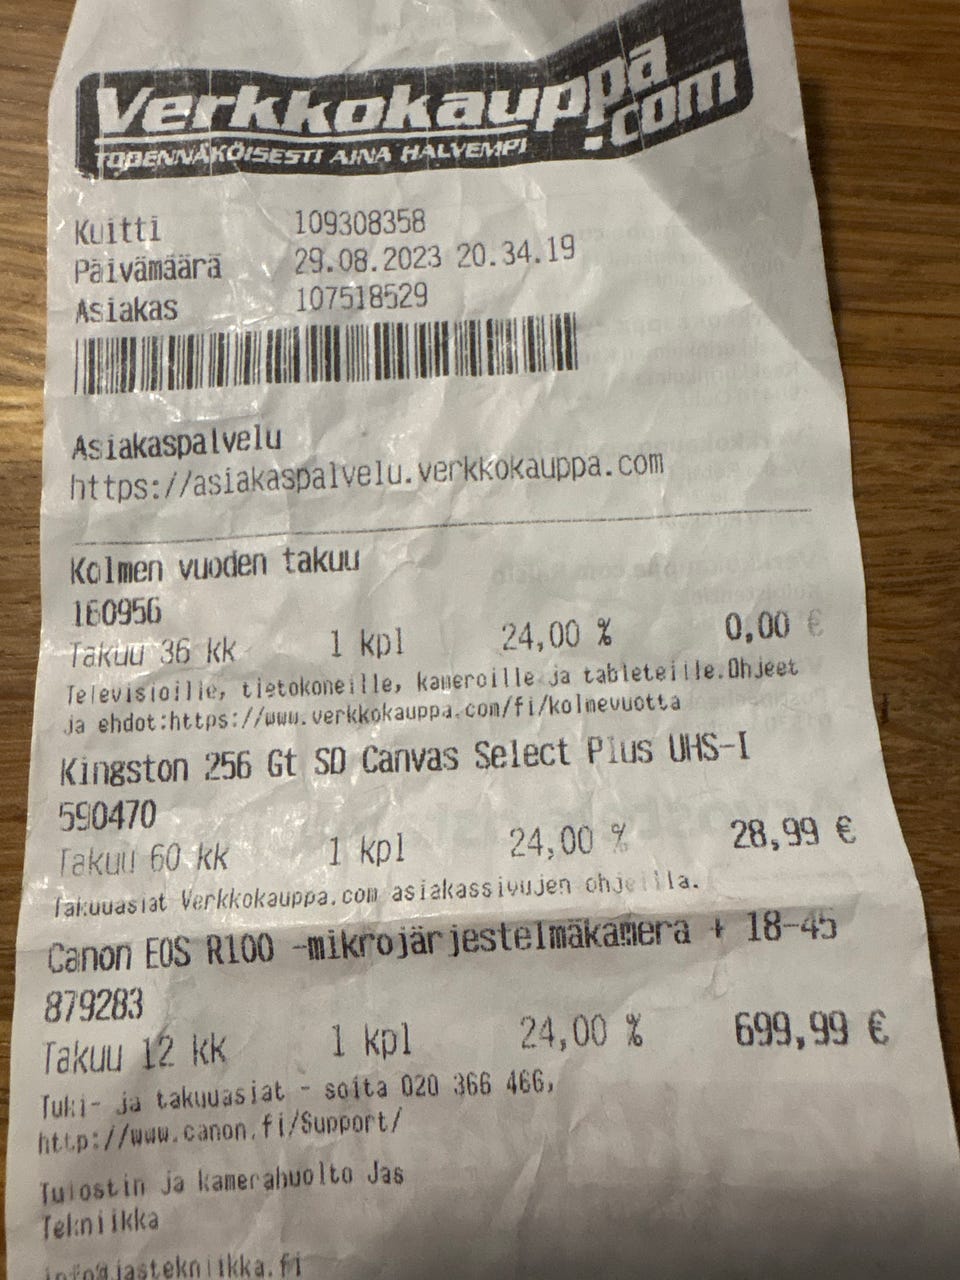 Verkkokauppa.com
TODENNÄKÖISESTI AINA HALVEMPI
Kuitti 109308358
Päivämäärä 29.08.2023 20.34.19
Asiakas 107518529
Asiakaspalvelu
https://asiakaspalvelu.verkkokauppa.com
Kolmen vuoden takuu
160956
Takuu 36 kk 1 kpl 24,00 % 0,00 €
Televisioille, tietokoneille, kameroille ja tableteille.Ohjeet
ja ehdot:https://www.verkkokauppa.com/fi/kolmevuotta
Kingston 256 Gt SD Canvas Select Plus UHS-I
590470
Takuu 60 kk 1 kpl 24,00 % 28,99 €
Takuuasiat Verkkokauppa.com asiakassivujen ohjeilla.
Canon EOS R100 -mikrojärjestelmäkamera + 18-45
879283
Takuu 12 kk 1 kpl 24,00 % 699,99 €
Tuki- ja takuuasiat - soita 020 366 466,
http://www.canon.fi/Support/
Tulostin ja kamerahuolto Jas
Tekniikka
info@jastekniikka.fi